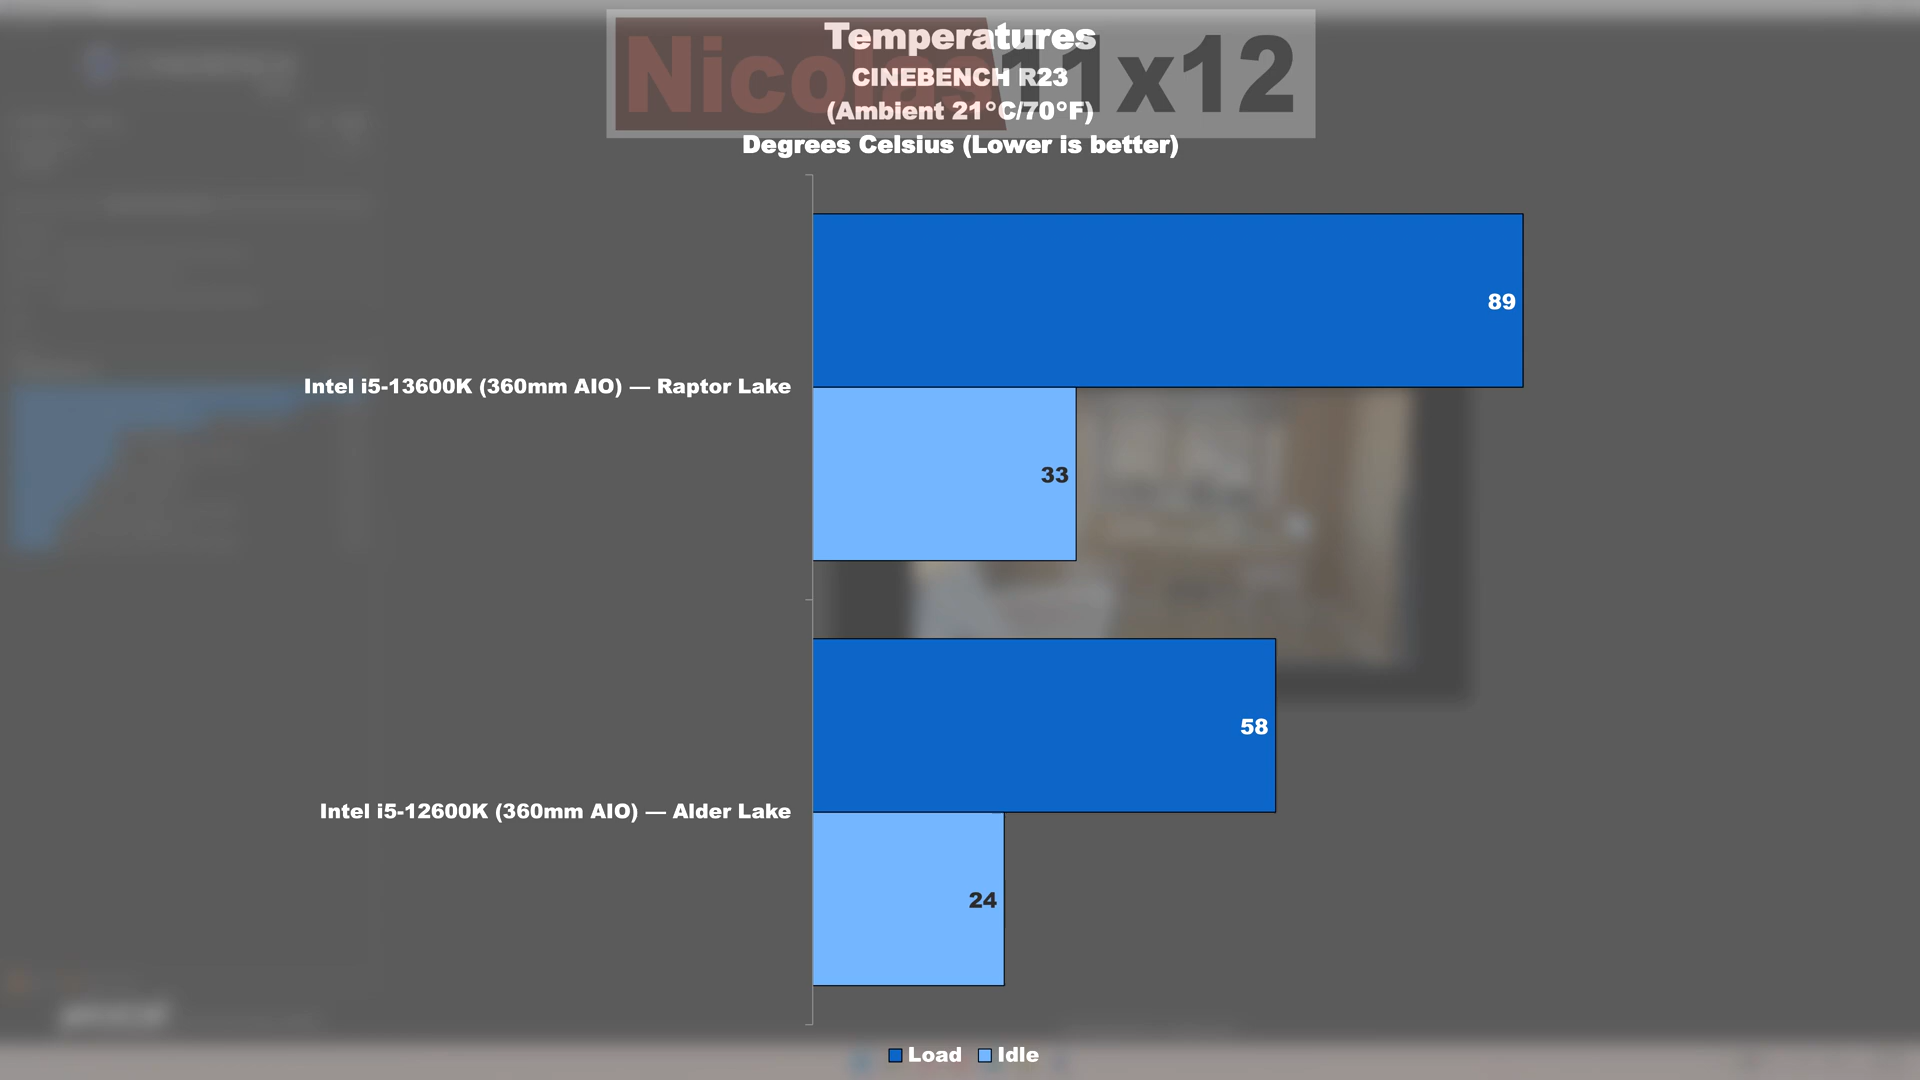 Nicolas11x12
Temperatures
CINEBENCH R23
(Ambient 21°C/70°F)
Degrees Celsius (Lower is better)
89
Intel i5-13600K (360mm AIO) — Raptor Lake
33
58
Intel i5-12600K (360mm AIO) — Alder Lake
24
Load
Idle